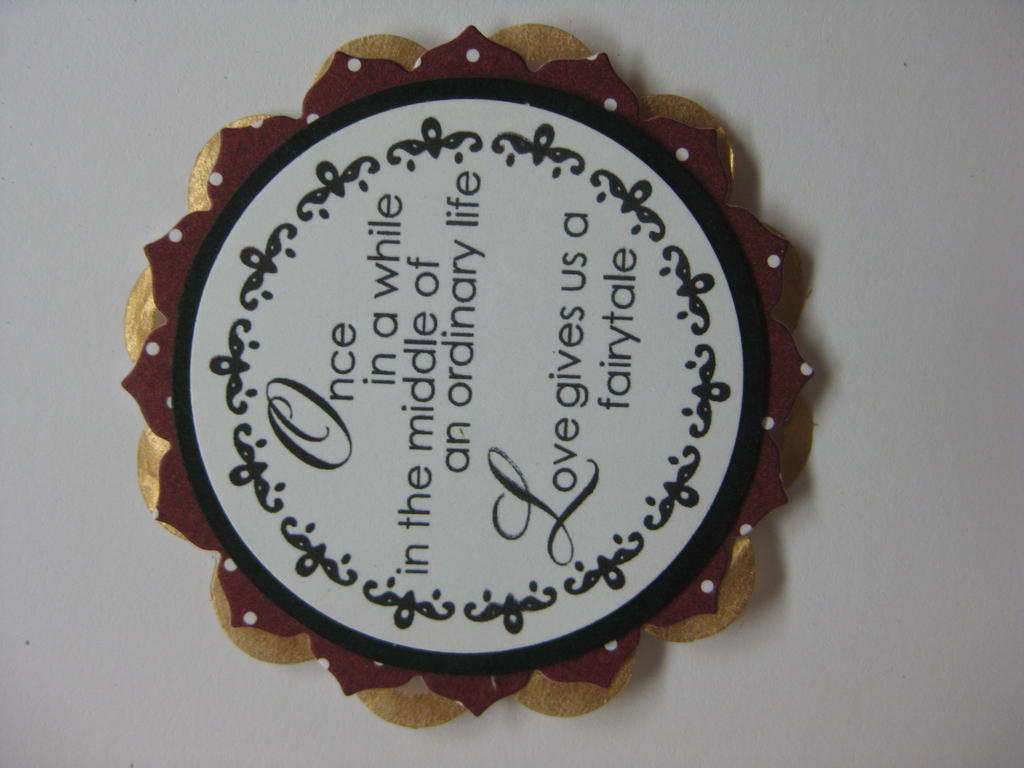 Once
in a while
in the middle of
an ordinary life
Love gives us a
fairytale